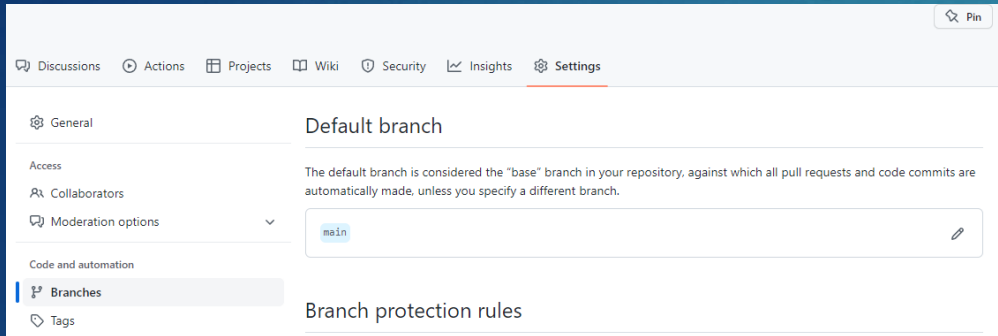 Pin
Discussions Actions Projects Wiki Security Insights Settings
General
Access
Collaborators
Moderation options
Code and automation
Branches
Tags
Default branch
The default branch is considered the “base” branch in your repository, against which all pull requests and code commits are
automatically made, unless you specify a different branch.
main
Branch protection rules